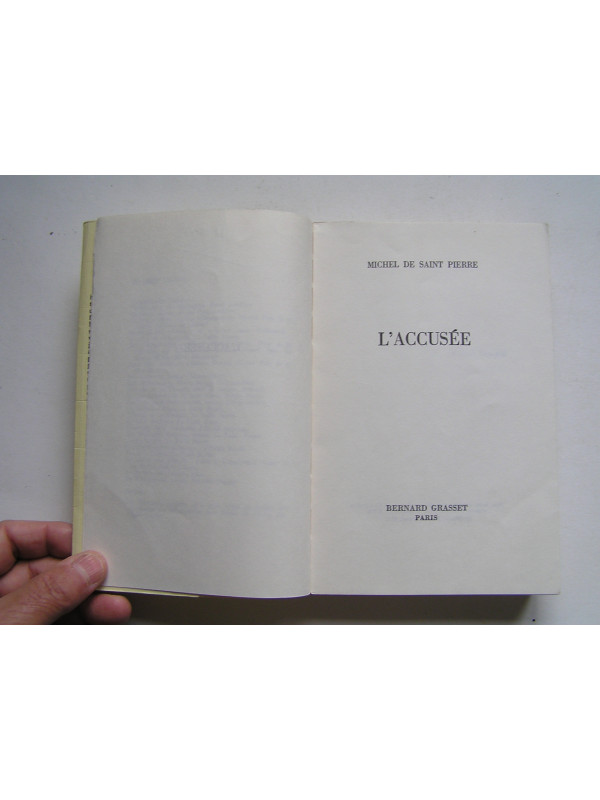 MICHEL DE SAINT PIERRE
L'ACCUSÉE
BERNARD GRASSET
PARIS